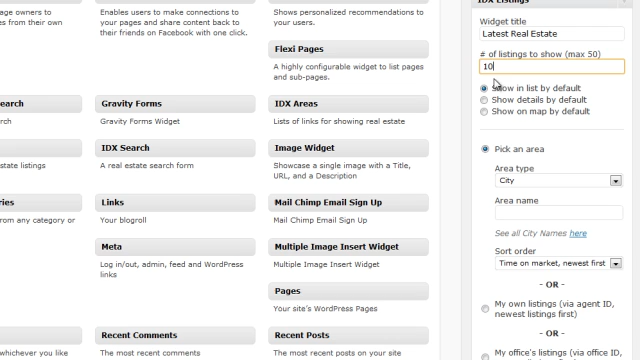 age owners to
es from their own
Enables users to make connections to
your pages and share content back to
their friends on Facebook with one click.
Shows personalized recommendations to
your users.
Flexi Pages
A highly configurable widget to list pages
and sub-pages.
earch
rch
Gravity Forms
Gravity Forms Widget
IDX Areas
Lists of links for showing real estate
state listings
IDX Search
A real estate search form
Image Widget
Showcase a single image with a Title,
URL, and a Description
ries
rom any category or
Links
Your blogroll
Mail Chimp Email Sign Up
Mail Chimp Email Sign Up
Meta
Log in/out, admin, feed and WordPress
links
Multiple Image Insert Widget
Multiple Image Insert Widget
Pages
Your site's WordPress Pages
whichever you like
Recent Comments
The most recent comments
Recent Posts
The most recent posts on your site
IDX Listings
Widget title
Latest Real Estate
# of listings to show (max 50)
10
Show in list by default
Show details by default
Show on map by default
Pick an area
Area type
City
Area name
See all City Names here
Sort order
Time on market, newest first
- OR -
My own listings (via agent ID,
newest listings first)
- OR -
My office's listings (via office ID,